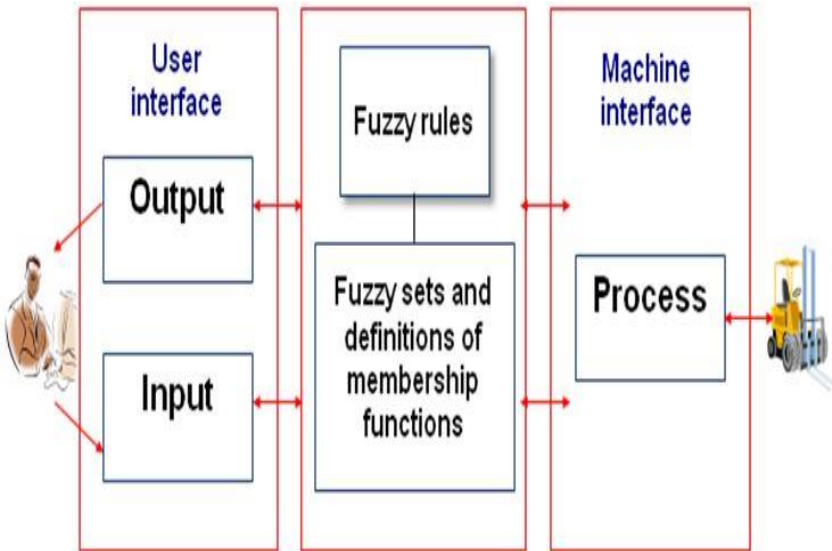 User
interface
Output
Input
Fuzzy rules
Fuzzy sets and
definitions of
membership
functions
Machine
interface
Process